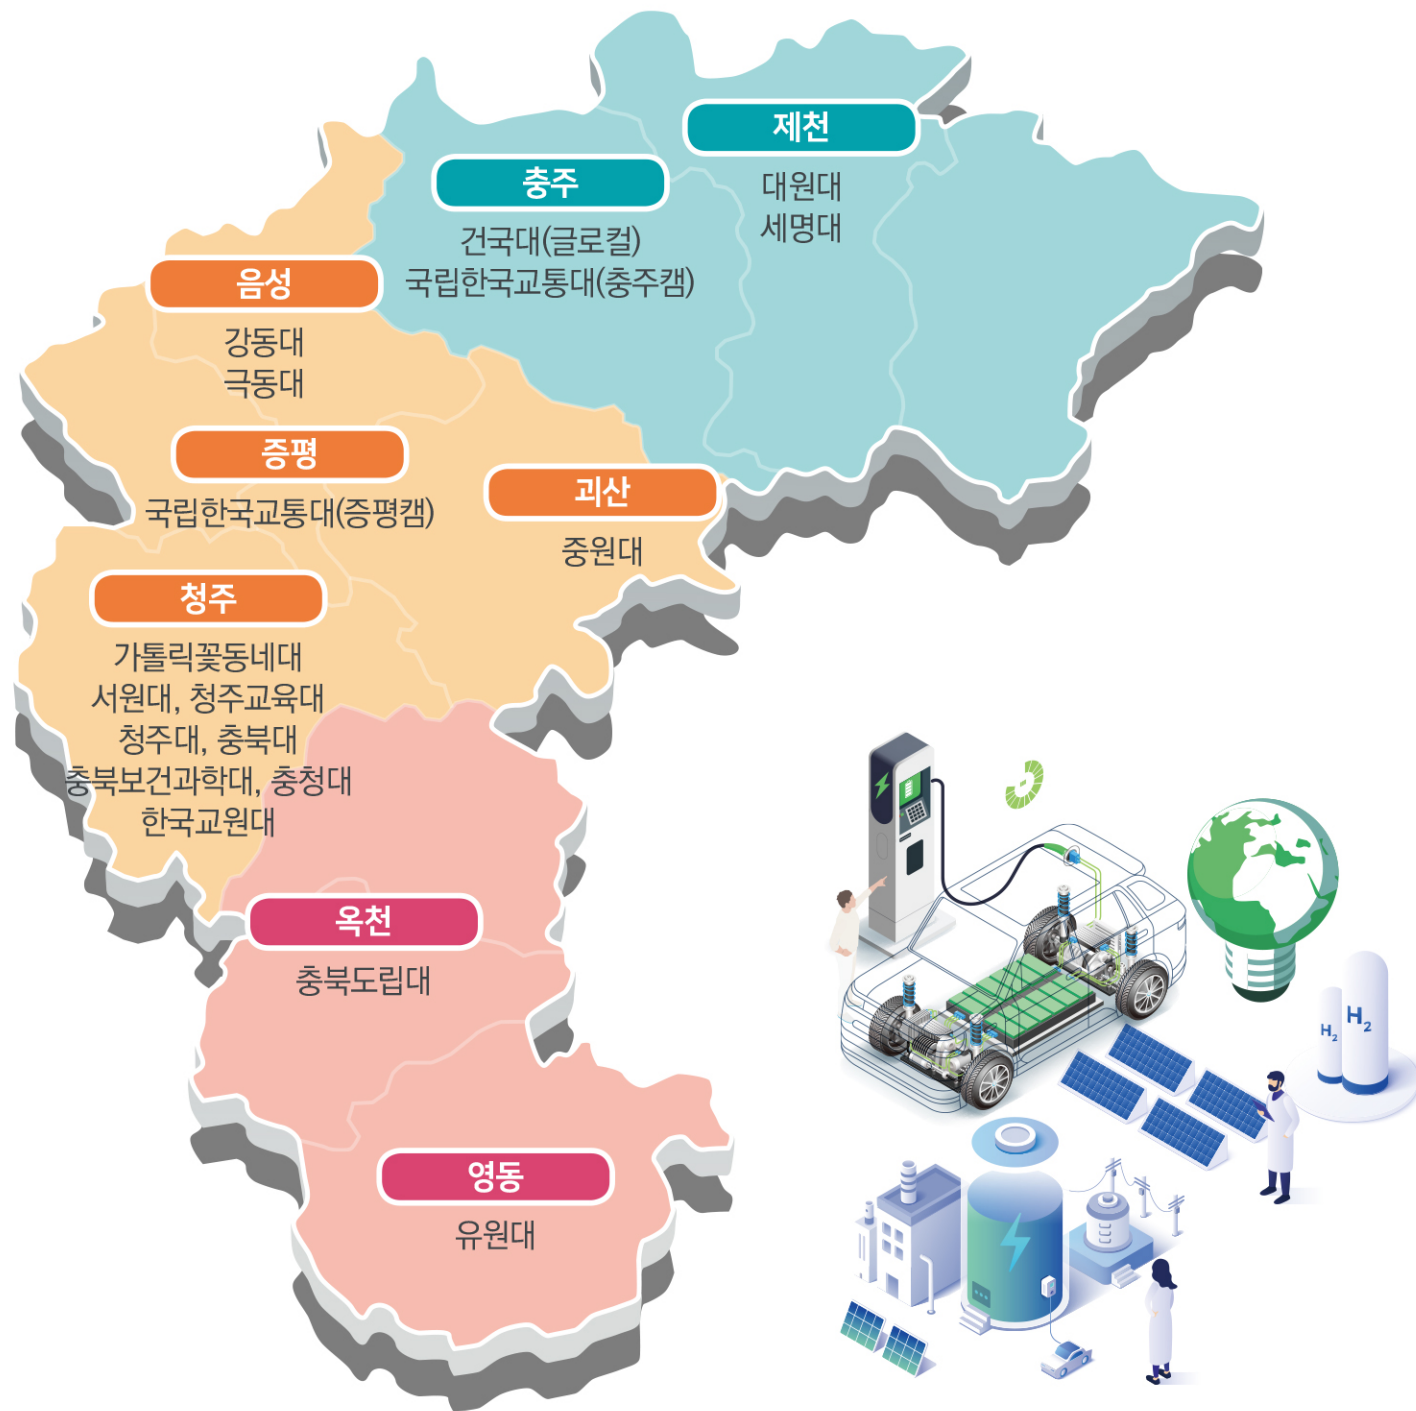 제천
대원대
세명대
충주
건국대(글로컬)
국립한국교통대(충주캠)
음성
강동대
극동대
증평
국립한국교통대(증평캠)
괴산
중원대
청주
가톨릭꽃동네대
서원대, 청주교육대
청주대, 충북대
충북보건과학대, 충청대
한국교원대
옥천
충북도립대
영동
유원대
H2
H2